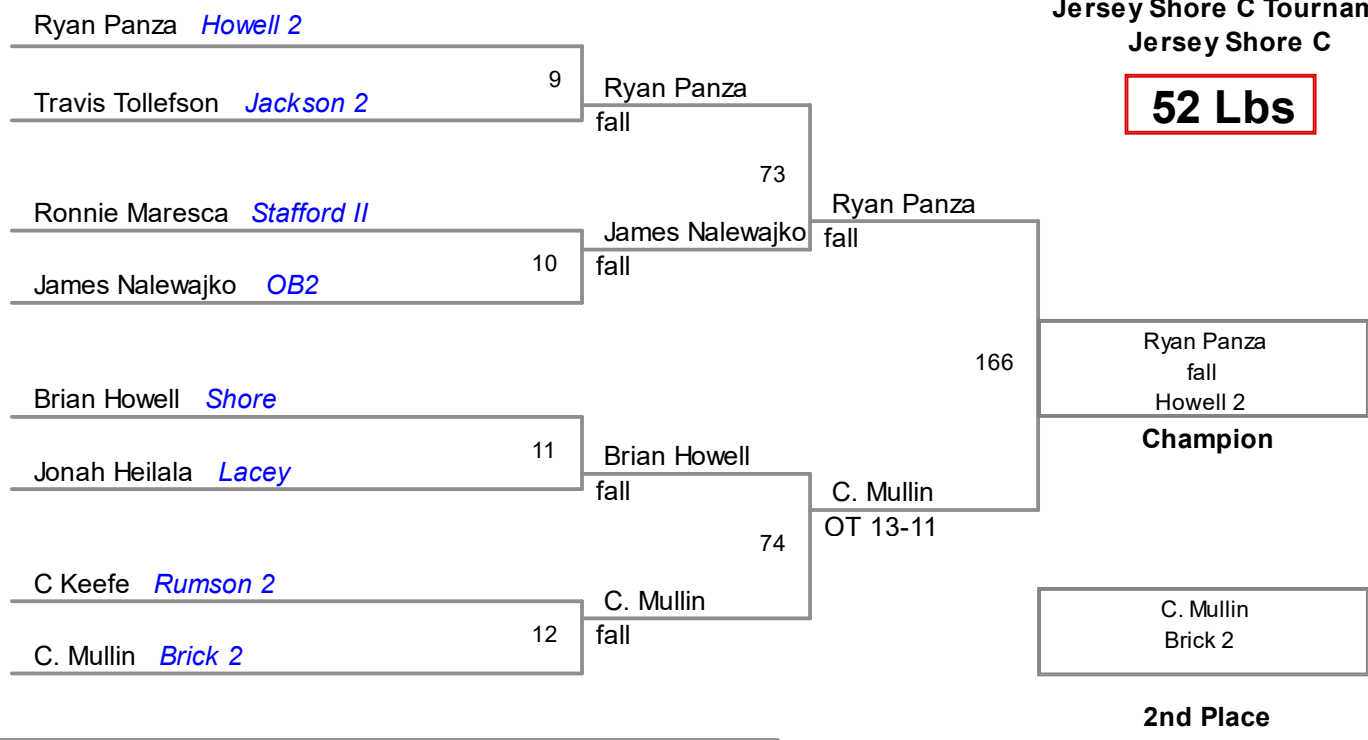 Jersey Shore C Tournam
Jersey Shore C
52 Lbs
Ryan Panza Howell 2
9
Travis Tollefson Jackson 2
Ryan Panza
fall
73
Ronnie Maresca Stafford II
10
James Nalewajko OB2
James Nalewajko
fall
Ryan Panza
fall
166
Brian Howell Shore
11
Jonah Heilala Lacey
Brian Howell
fall
74
C Keefe Rumson 2
12
C. Mullin Brick 2
C. Mullin
fall
C. Mullin
OT 13-11
Ryan Panza
fall
Howell 2
Champion
C. Mullin
Brick 2
2nd Place